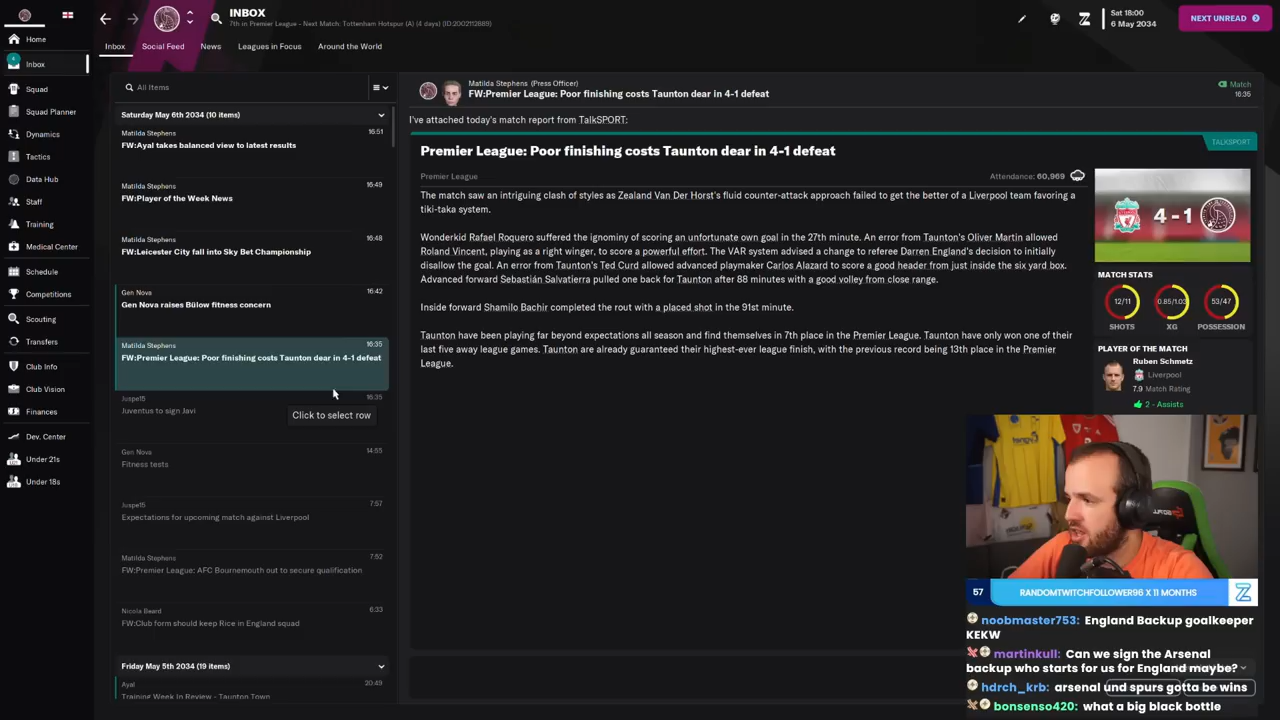 INBOX
7th in Premier League - Next Match: Tottenham Hotspur (A) (4 days) (ID:2002112889)
Sat 18:00
6 May 2034
NEXT UNREAD
Inbox
Social Feed
News
Leagues in Focus
Around the World
Home
4
Inbox
Squad
Squad Planner
Dynamics
Tactics
Data Hub
Staff
Training
Medical Center
Schedule
Competitions
Scouting
Transfers
Club Info
Club Vision
Finances
Dev. Center
Under 21s
Under 18s
All Items
Saturday May 6th 2034 (10 items)
Matilda Stephens
16:51
FW:Ayal takes balanced view to latest results
Matilda Stephens
16:49
FW:Player of the Week News
Matilda Stephens
16:48
FW:Leicester City fall into Sky Bet Championship
Gen Nova
16:42
Gen Nova raises Bülow fitness concern
Matilda Stephens
16:35
FW:Premier League: Poor finishing costs Taunton dear in 4-1 defeat
Juspe15
16:35
Juventus to sign Javi
Click to select row
Gen Nova
14:55
Fitness tests
Juspe15
7:57
Expectations for upcoming match against Liverpool
Matilda Stephens
7:52
FW:Premier League: AFC Bournemouth out to secure qualification
Nicola Beard
6:33
FW:Club form should keep Rice in England squad
Friday May 5th 2034 (19 items)
Ayal
20:49
Training Week In Review - Taunton Town
Matilda Stephens (Press Officer)
FW:Premier League: Poor finishing costs Taunton dear in 4-1 defeat
Match
16:35
I've attached today's match report from TalkSPORT:
TALKSPORT
Premier League: Poor finishing costs Taunton dear in 4-1 defeat
Premier League
Attendance: 60,969
The match saw an intriguing clash of styles as Zealand Van Der Horst's fluid counter-attack approach failed to get the better of a Liverpool team favoring a
tiki-taka system.
Wonderkid Rafael Roquero suffered the ignominy of scoring an unfortunate own goal in the 27th minute. An error from Taunton's Oliver Martin allowed
Roland Vincent, playing as a right winger, to score a powerful effort. The VAR system advised a change to referee Darren England's decision to initially
disallow the goal. An error from Taunton's Ted Curd allowed advanced playmaker Carlos Alazard to score a good header from just inside the six yard box.
Advanced forward Sebastián Salvatierra pulled one back for Taunton after 88 minutes with a good volley from close range.
Inside forward Shamilo Bachir completed the rout with a placed shot in the 91st minute.
Taunton have been playing far beyond expectations all season and find themselves in 7th place in the Premier League. Taunton have only won one of their
last five away league games. Taunton are already guaranteed their highest-ever league finish, with the previous record being 13th place in the Premier
League.
4 - 1
MATCH STATS
12/11
0.85/1.03
53/47
SHOTS
XG
POSSESSION
PLAYER OF THE MATCH
Ruben Schmetz
Liverpool
7.9 Match Rating
2 - Assists
57
RANDOMTWITCHFOLLOWER96 X 11 MONTHS
noobmaster753: England Backup goalkeeper
KEKW
martinkull: Can we sign the Arsenal
backup who starts for us for England maybe?
hdrch_krb: arsenal und spurs gotta be wins
bonsenso420: what a big black bottle